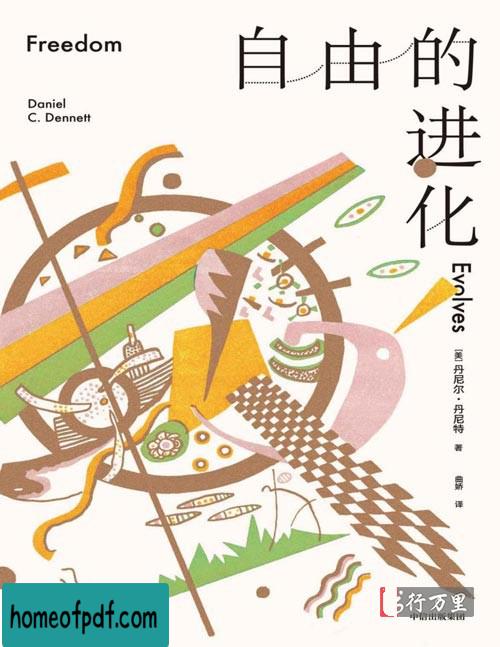 Freedom
Daniel
C. Dennett
自由的
进化
Evolves
[美] 丹尼尔·丹尼特 著
曲娇 译
homeofpdf.com
行万里
中信出版集团